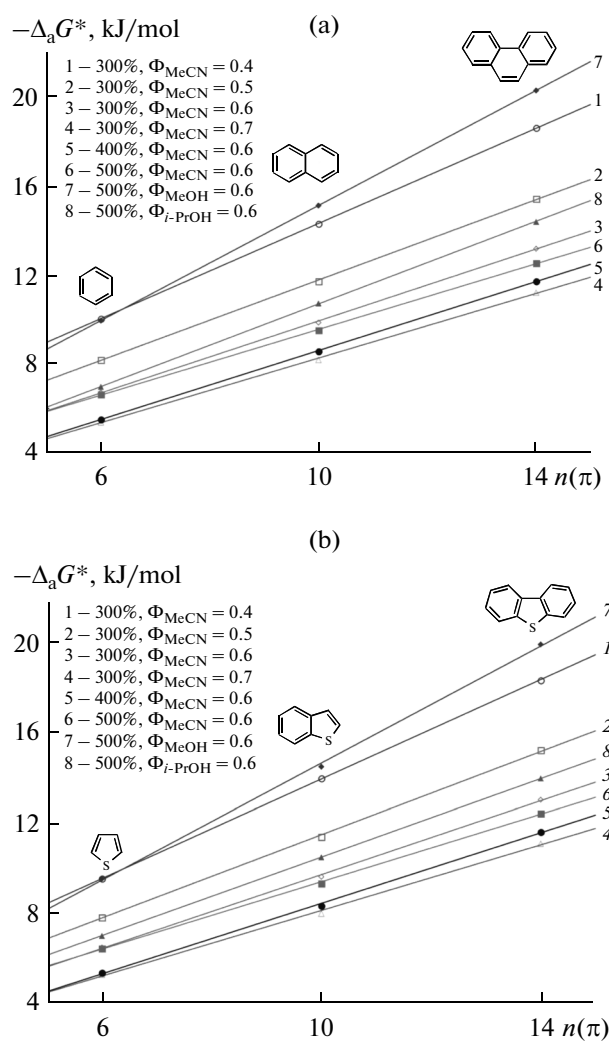 (a)
−ΔaG*, kJ/mol
1 – 300%, ΦMeCN = 0.4
2 – 300%, ΦMeCN = 0.5
3 – 300%, ΦMeCN = 0.6
4 – 300%, ΦMeCN = 0.7
5 – 400%, ΦMeCN = 0.6
6 – 500%, ΦMeCN = 0.6
7 – 500%, ΦMeOH = 0.6
8 – 500%, Φi-PrOH = 0.6
20
16
12
8
4
7
1
2
8
3
6
5
4
6
10
14 n(π)
(b)
−ΔaG*, kJ/mol
1 – 300%, ΦMeCN = 0.4
2 – 300%, ΦMeCN = 0.5
3 – 300%, ΦMeCN = 0.6
4 – 300%, ΦMeCN = 0.7
5 – 400%, ΦMeCN = 0.6
6 – 500%, ΦMeCN = 0.6
7 – 500%, ΦMeOH = 0.6
8 – 500%, Φi-PrOH = 0.6
S
S
S
20
16
12
8
4
7
1
2
8
3
6
5
4
6
10
14 n(π)